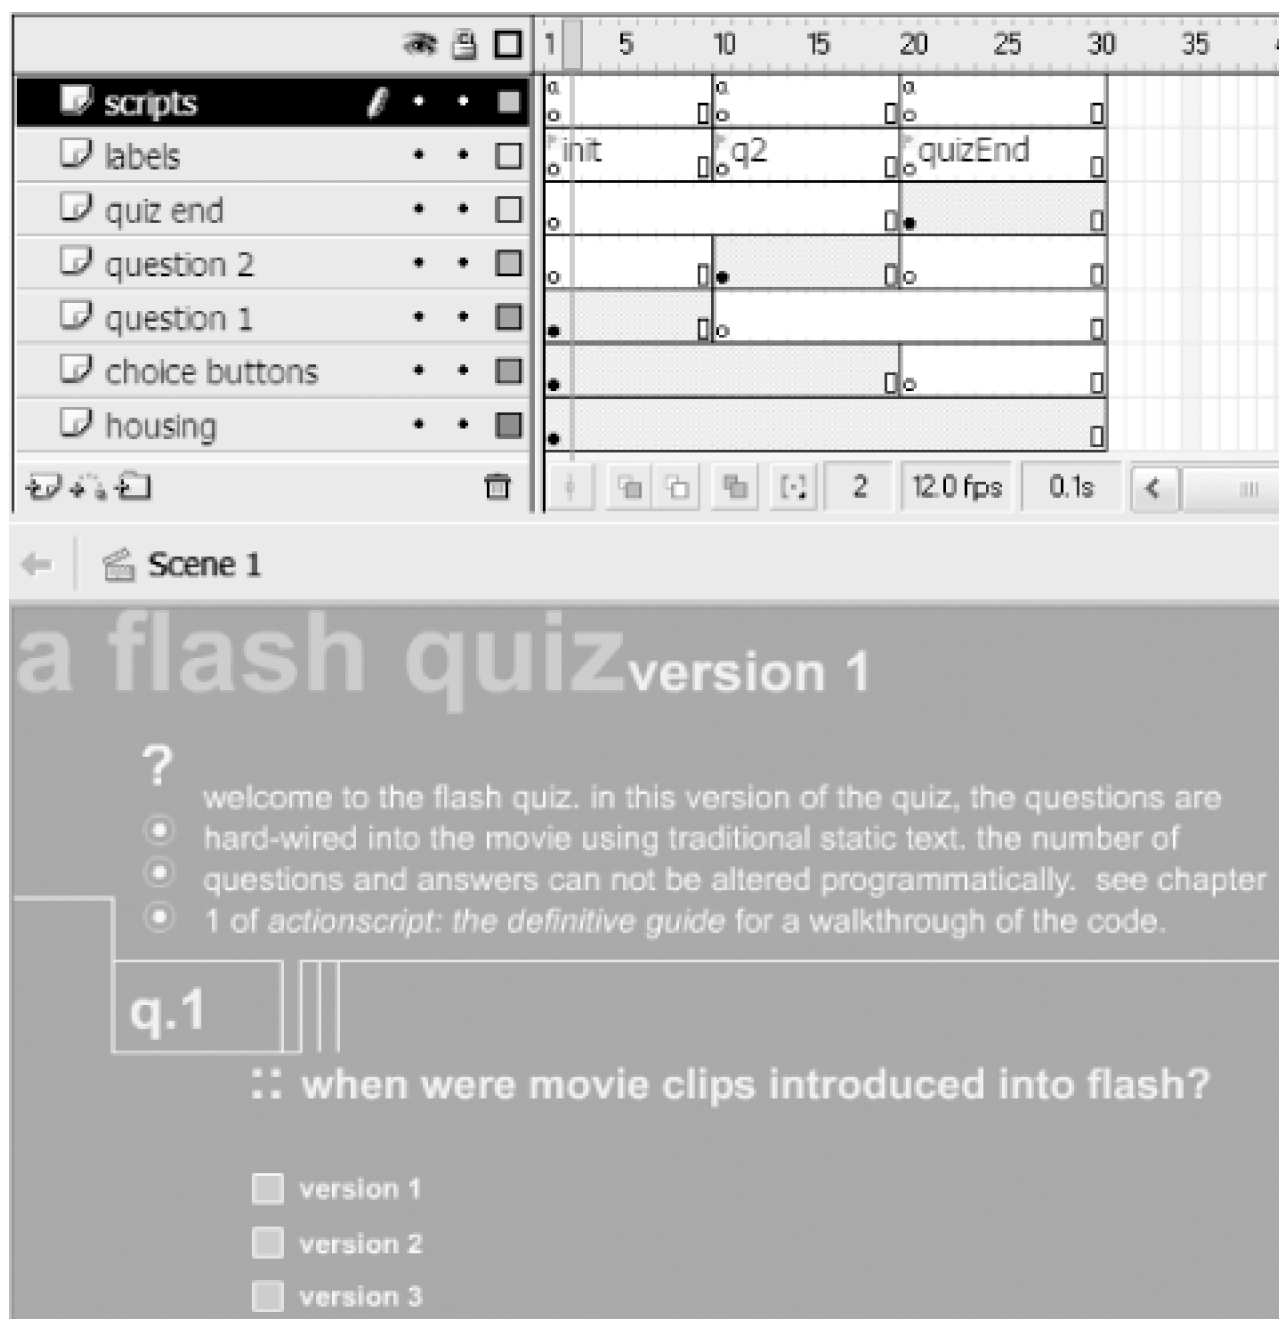 1 5 10 15 20 25 30 35
scripts
labels init q2 quizEnd
quiz end
question 2
question 1
choice buttons
housing
2 12.0 fps 0.1s
Scene 1
a flash quiz version 1
?
welcome to the flash quiz. in this version of the quiz, the questions are
hard-wired into the movie using traditional static text. the number of
questions and answers can not be altered programmatically. see chapter
1 of actionscript: the definitive guide for a walkthrough of the code.
q.1
:: when were movie clips introduced into flash?
version 1
version 2
version 3